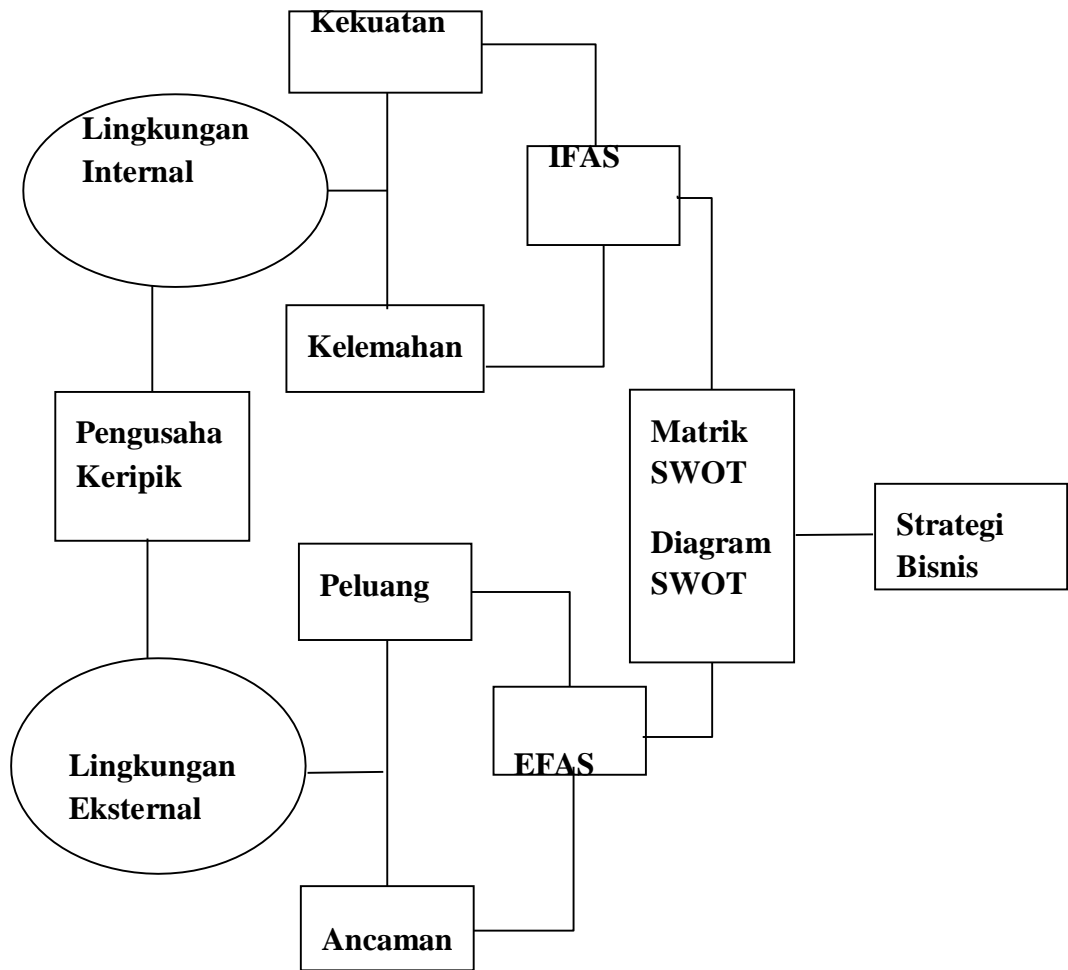 Kekuatan
Lingkungan
Internal
IFAS
Kelemahan
Pengusaha
Keripik
Matrik
SWOT
Diagram
SWOT
Strategi
Bisnis
Peluang
EFAS
Lingkungan
Eksternal
Ancaman